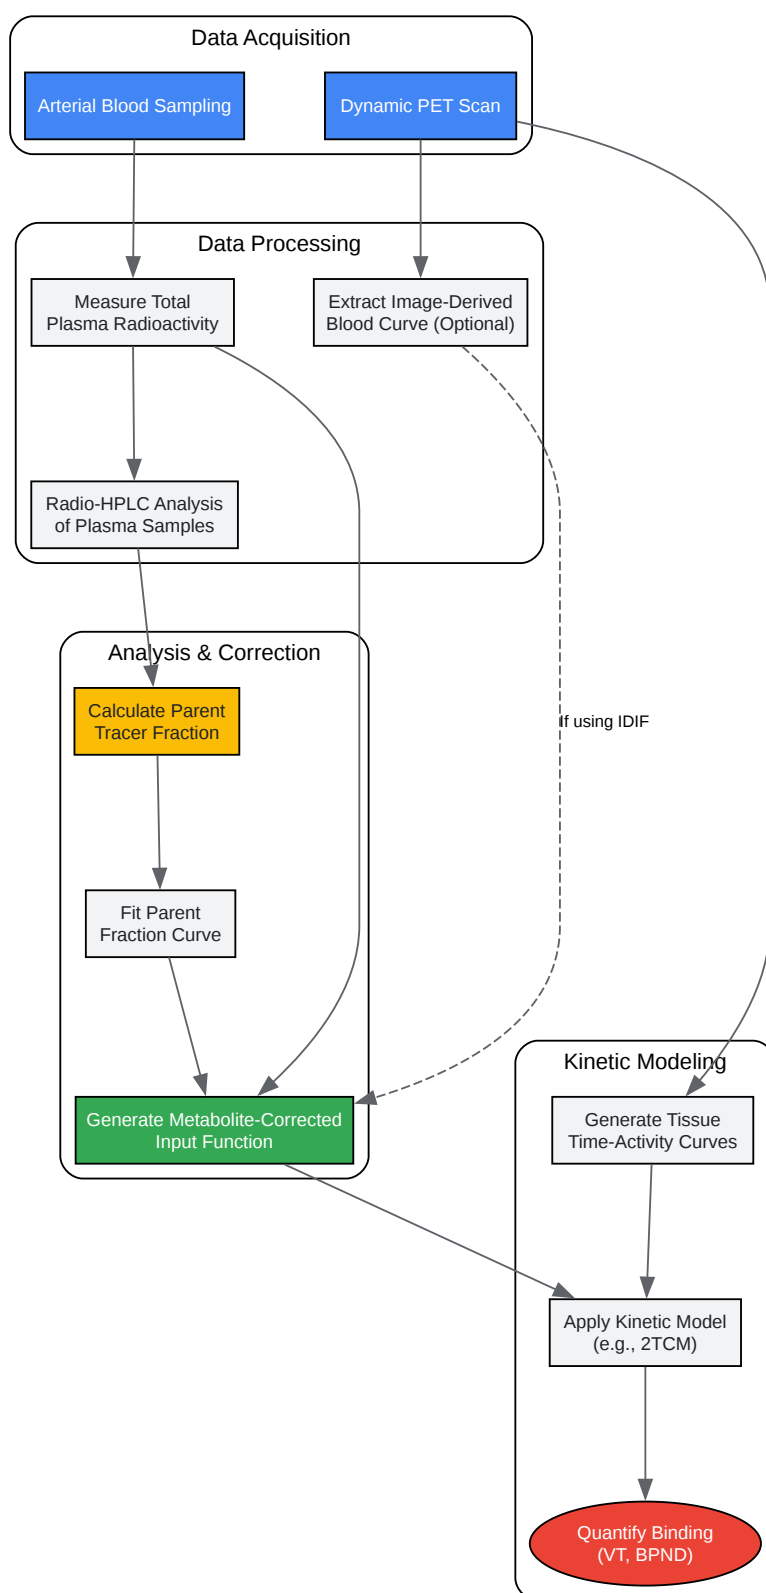 Data Acquisition
Arterial Blood Sampling
Dynamic PET Scan
Data Processing
Measure Total
Plasma Radioactivity
Extract Image-Derived
Blood Curve (Optional)
Radio-HPLC Analysis
of Plasma Samples
Analysis & Correction
Calculate Parent
Tracer Fraction
If using IDIF
Fit Parent
Fraction Curve
Kinetic Modeling
Generate Metabolite-Corrected
Input Function
Generate Tissue
Time-Activity Curves
Apply Kinetic Model
(e.g., 2TCM)
Quantify Binding
(VT, BPND)